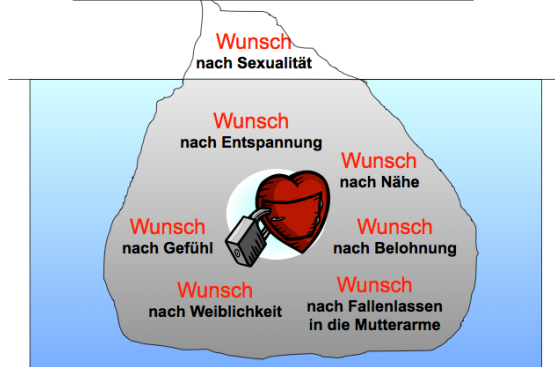 Wunsch
nach Sexualität
Wunsch
nach Entspannung
Wunsch
nach Nähe
Wunsch
nach Gefühl
Wunsch
nach Belohnung
Wunsch
nach Weiblichkeit
Wunsch
nach Fallenlassen
in die Mutterarme